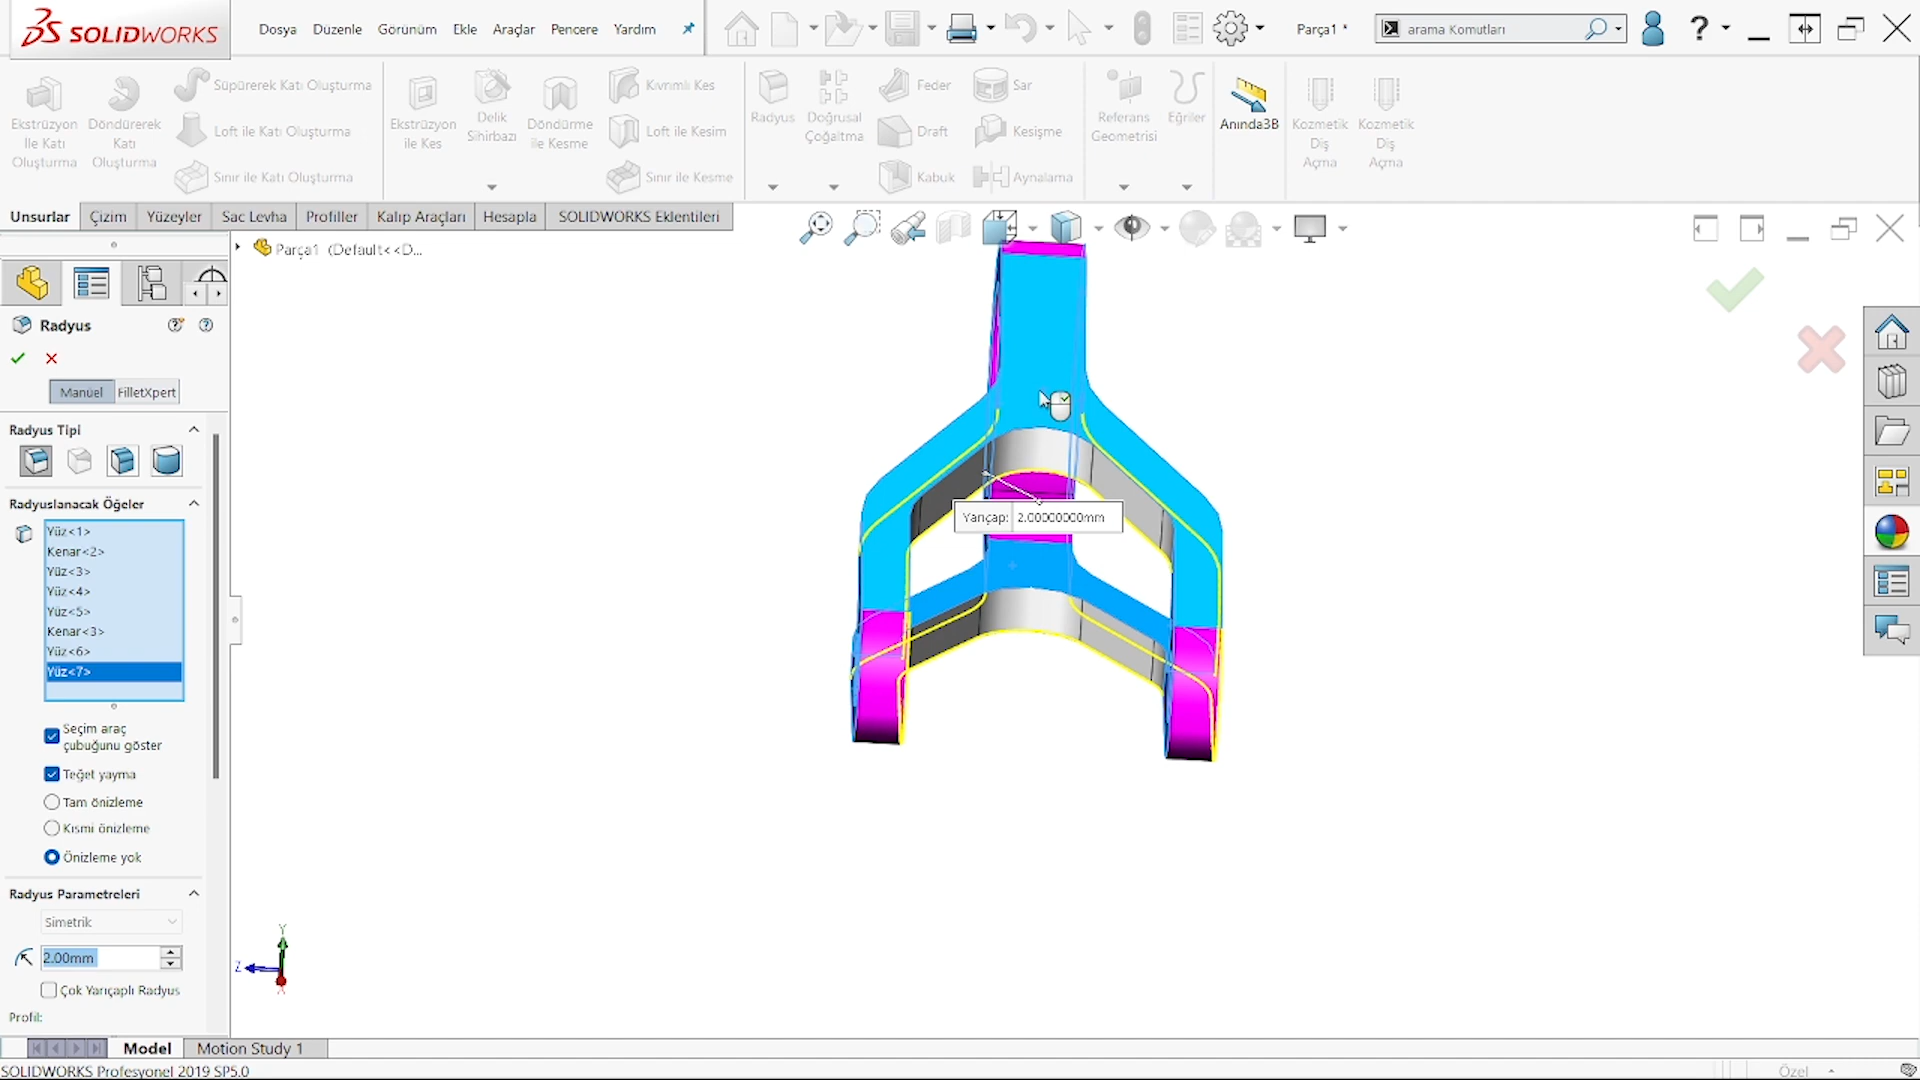 SOLIDWORKS
Dosya Düzenle Görünüm Ekle Araçlar Pencere Yardım
Parça1 *
arama Komutları
?
Ekstrüzyon İle Katı Oluşturma
Döndürerek Katı Oluşturma
Süpürerek Katı Oluşturma
Loft ile Katı Oluşturma
Sınır ile Katı Oluşturma
Ekstrüzyon ile Kes
Delik Sihirbazı
Döndürme ile Kesme
Kıvrımlı Kes
Loft ile Kesim
Sınır ile Kesme
Radyus
Doğrusal Çoğaltma
Feder
Draft
Kabuk
Sar
Kesişme
Aynalama
Referans Geometrisi
Eğriler
Anında3B
Kozmetik Diş Açma
Kozmetik Diş Açma
Unsurlar Çizim Yüzeyler Sac Levha Profiller Kalıp Araçları Hesapla SOLIDWORKS Eklentileri
Parça1 (Default<<D...
Radyus
Manüel FilletXpert
Radyus Tipi
Radyuslanacak Öğeler
Yüz<1>
Kenar<2>
Yüz<3>
Yüz<4>
Yüz<5>
Kenar<3>
Yüz<6>
Yüz<7>
Seçim araç
çubuğunu göster
Teğet yayma
Tam önizleme
Kısmi önizleme
Önizleme yok
Radyus Parametreleri
Simetrik
2.00mm
Çok Yarıçaplı Radyus
Profil:
Yarıçap: 2.00000000mm
Y
Z
X
Model Motion Study 1
SOLIDWORKS Profesyonel 2019 SP5.0
Özel